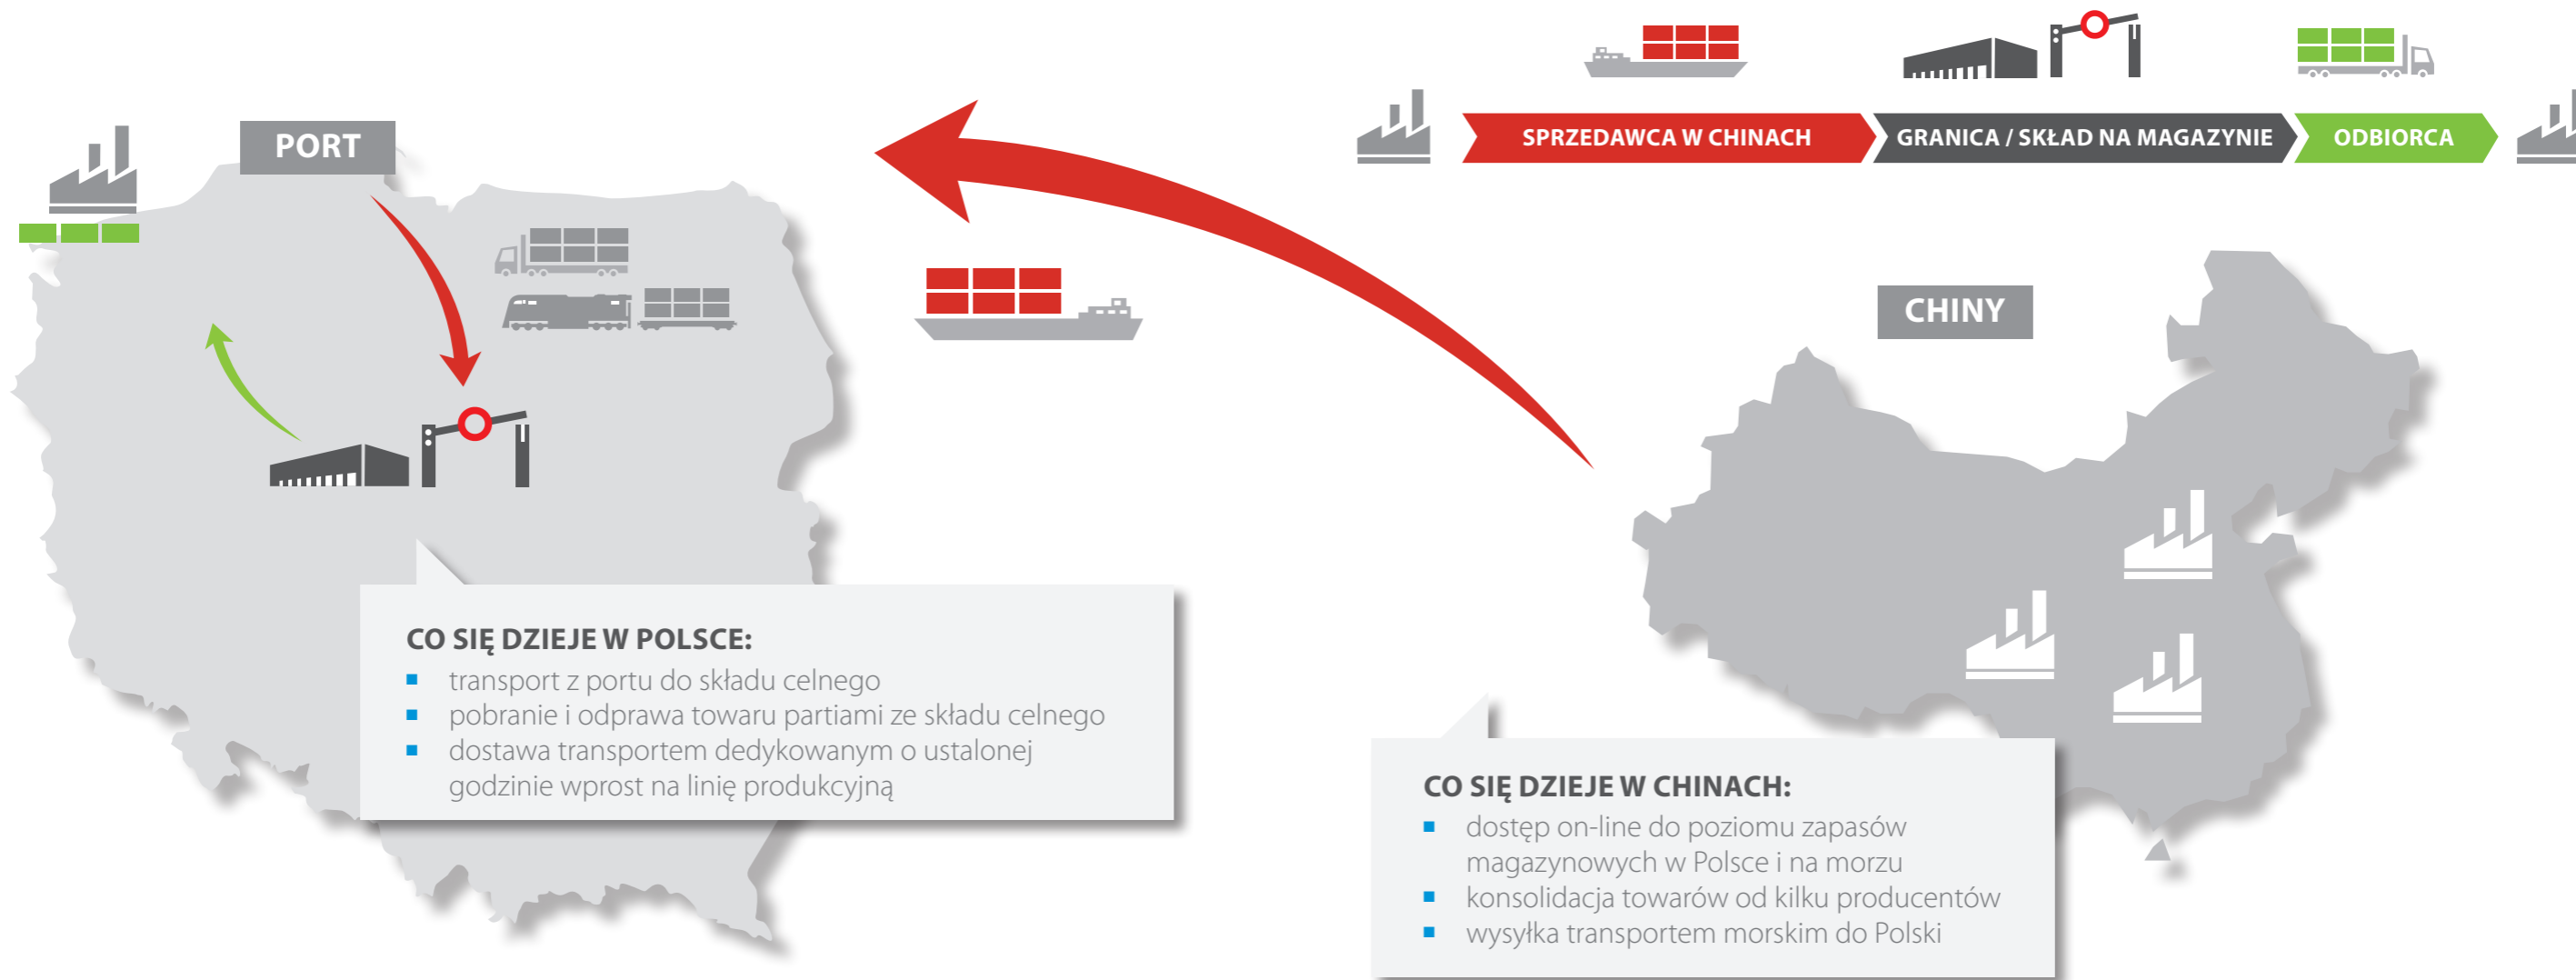 PORT
SPRZEDAWCA W CHINACH
GRANICA / SKŁAD NA MAGAZYNIE
ODBIORCA
CHINY
CO SIĘ DZIEJE W POLSCE:
transport z portu do składu celnego
pobranie i odprawa towaru partiami ze składu celnego
dostawa transportem dedykowanym o ustalonej
godzinie wprost na linię produkcyjną
CO SIĘ DZIEJE W CHINACH:
dostęp on-line do poziomu zapasów
magazynowych w Polsce i na morzu
konsolidacja towarów od kilku producentów
wysyłka transportem morskim do Polski